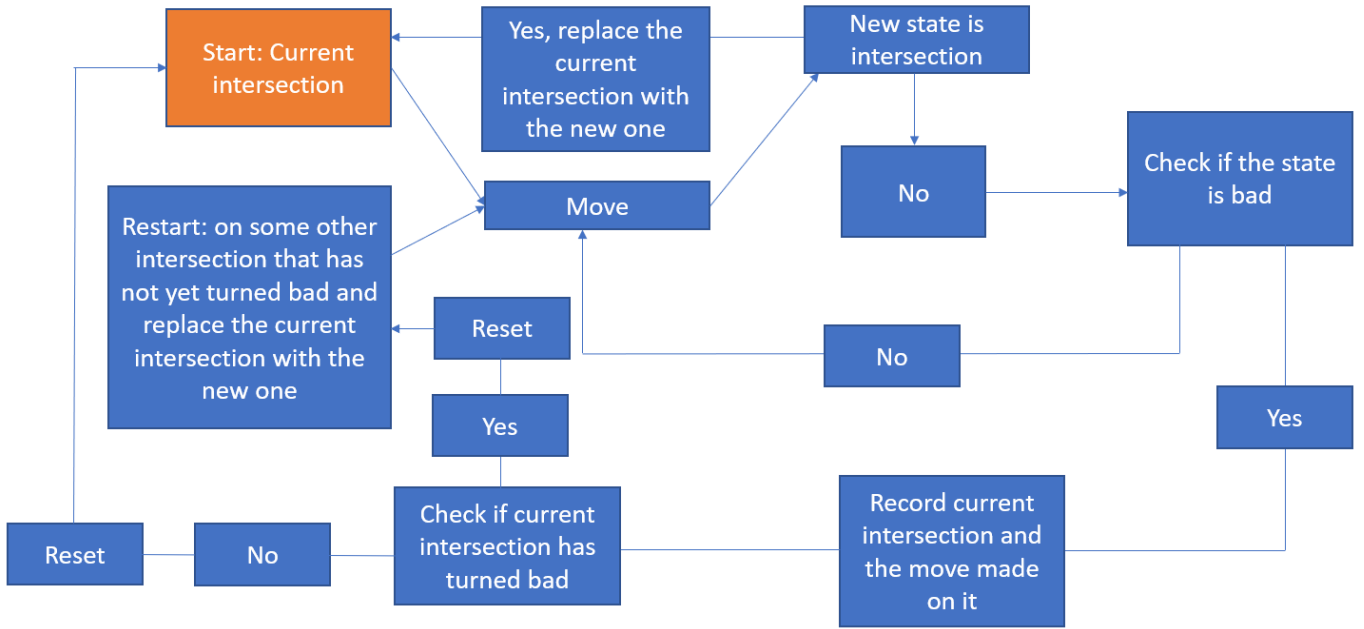 Start: Current
intersection
Yes, replace the
current
intersection with
the new one
New state is
intersection
Check if the state
is bad
No
Move
Restart: on some other
intersection that has
not yet turned bad and
replace the current
intersection with the
new one
Reset
No
Yes
Yes
Check if current
intersection has
turned bad
Record current
intersection and
the move made
on it
Reset
No